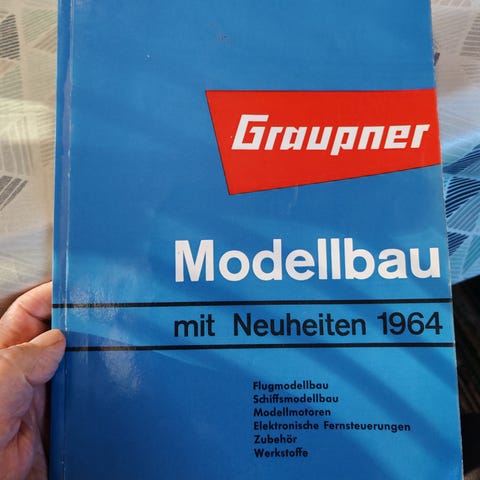 Graupner
Modellbau
mit Neuheiten 1964
Flugmodellbau
Schiffsmodellbau
Modellmotoren
Elektronische Fernsteuerungen
Zubehör
Werkstoffe